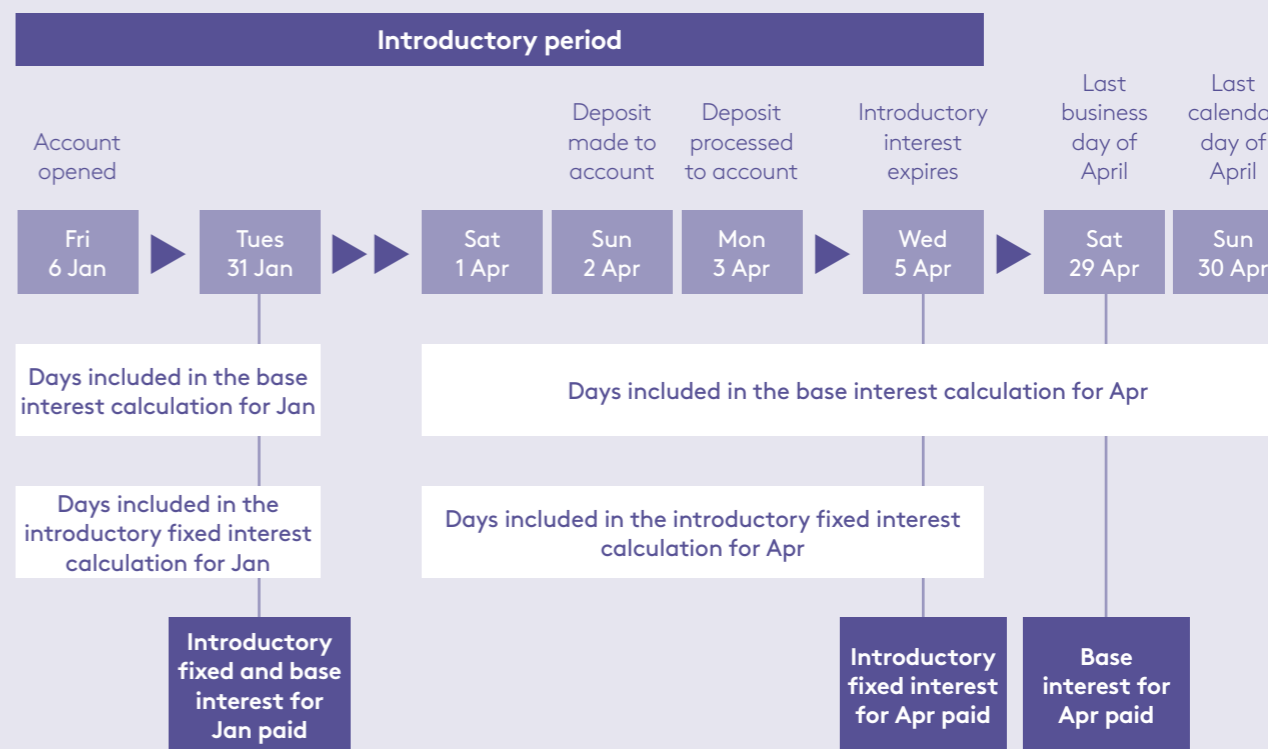 Introductory period
Account
opened
Deposit
made to
account
Deposit
processed
to account
Introductory
interest
expires
Last
business
day of
April
Last
calenda
day of
April
Fri
6 Jan
Tues
31 Jan
Sat
1 Apr
Sun
2 Apr
Mon
3 Apr
Wed
5 Apr
Sat
29 Apr
Sun
30 Apr
Days included in the base
interest calculation for Jan
Days included in the base interest calculation for Apr
Days included in the
introductory fixed interest
calculation for Jan
Days included in the introductory fixed interest
calculation for Apr
Introductory
fixed and base
interest for
Jan paid
Introductory
fixed interest
for Apr paid
Base
interest for
Apr paid